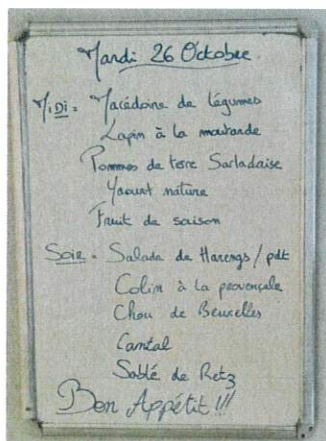 Mardi 26 Octobre
MIDI = Macédoine de légumes
Lapin à la moutarde
Pommes de terre Sarladaise
Yaourt nature
Fruit de saison
SOIR = Salade de Harengs / pdt
Colin à la provençale
Chou de Bruxelles
Cantal
Sablé de Retz
Bon Appétit !!!